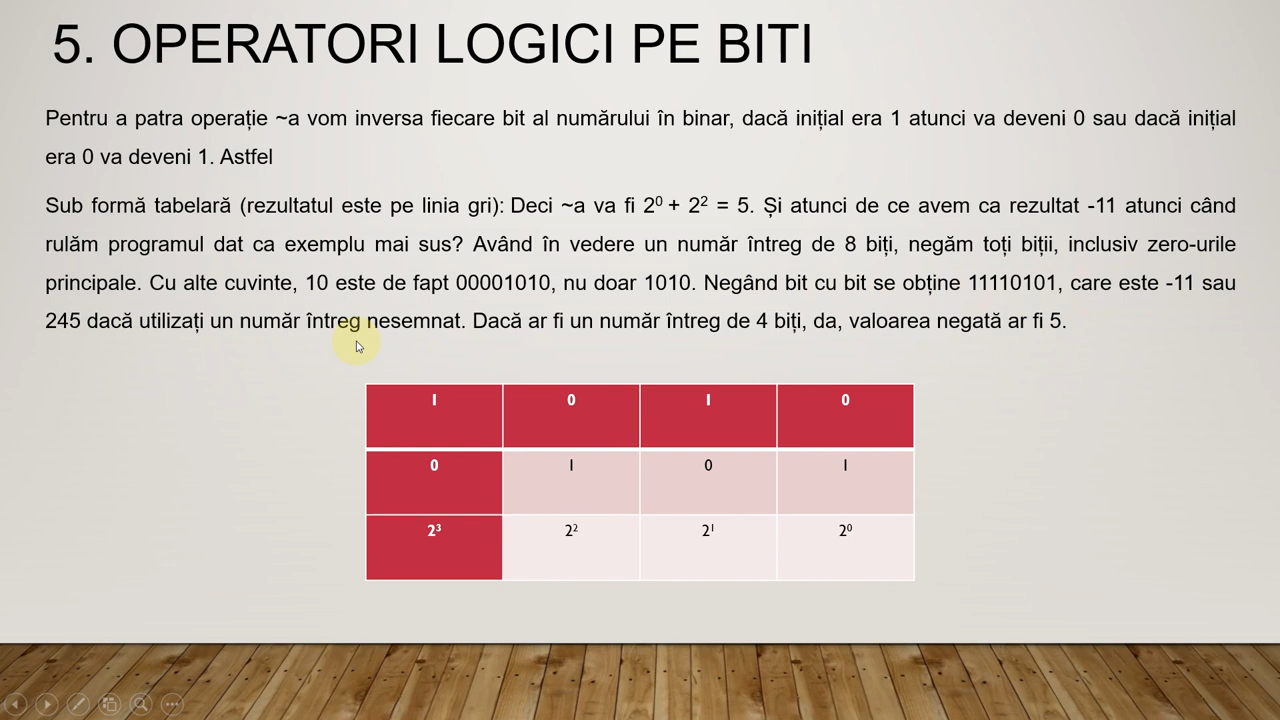 5. OPERATORI LOGICI PE BITI
Pentru a patra operație ~a vom inversa fiecare bit al numărului în binar, dacă inițial era 1 atunci va deveni 0 sau dacă inițial
era 0 va deveni 1. Astfel
Sub formă tabelară (rezultatul este pe linia gri): Deci ~a va fi 2⁰ + 2² = 5. Și atunci de ce avem ca rezultat -11 atunci când
rulăm programul dat ca exemplu mai sus? Având în vedere un număr întreg de 8 biți, negăm toți biții, inclusiv zero-urile
principale. Cu alte cuvinte, 10 este de fapt 00001010, nu doar 1010. Negând bit cu bit se obține 11110101, care este -11 sau
245 dacă utilizați un număr întreg nesemnat. Dacă ar fi un număr întreg de 4 biți, da, valoarea negată ar fi 5.
1 0 1 0
0 1 0 1
2³ 2² 2¹ 2⁰